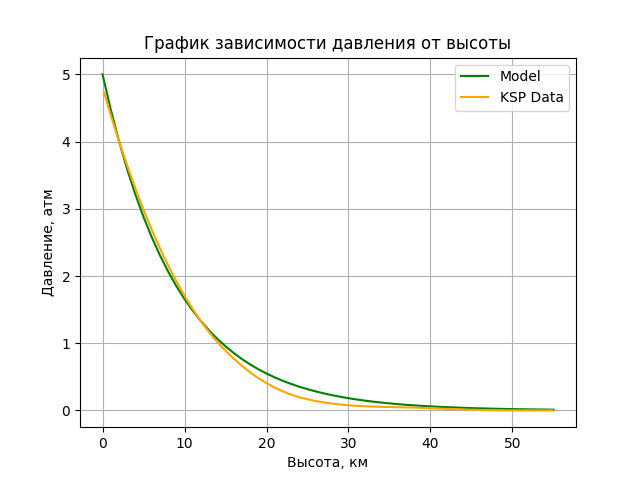 График зависимости давления от высоты
Model
KSP Data
Давление, атм
5
4
3
2
1
0
0 10 20 30 40 50
Высота, км